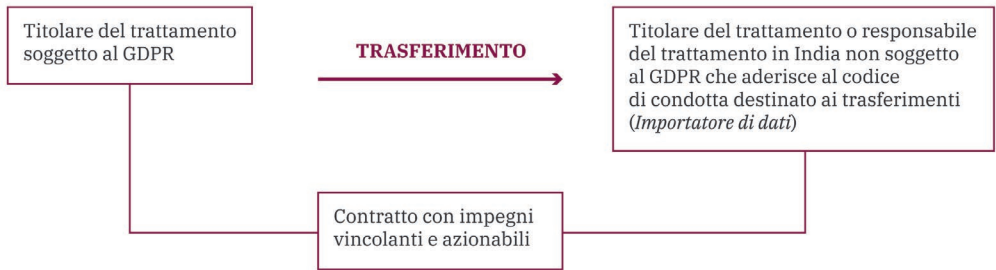 Titolare del trattamento
soggetto al GDPR
TRASFERIMENTO
Titolare del trattamento o responsabile
del trattamento in India non soggetto
al GDPR che aderisce al codice
di condotta destinato ai trasferimenti
(Importatore di dati)
Contratto con impegni
vincolanti e azionabili